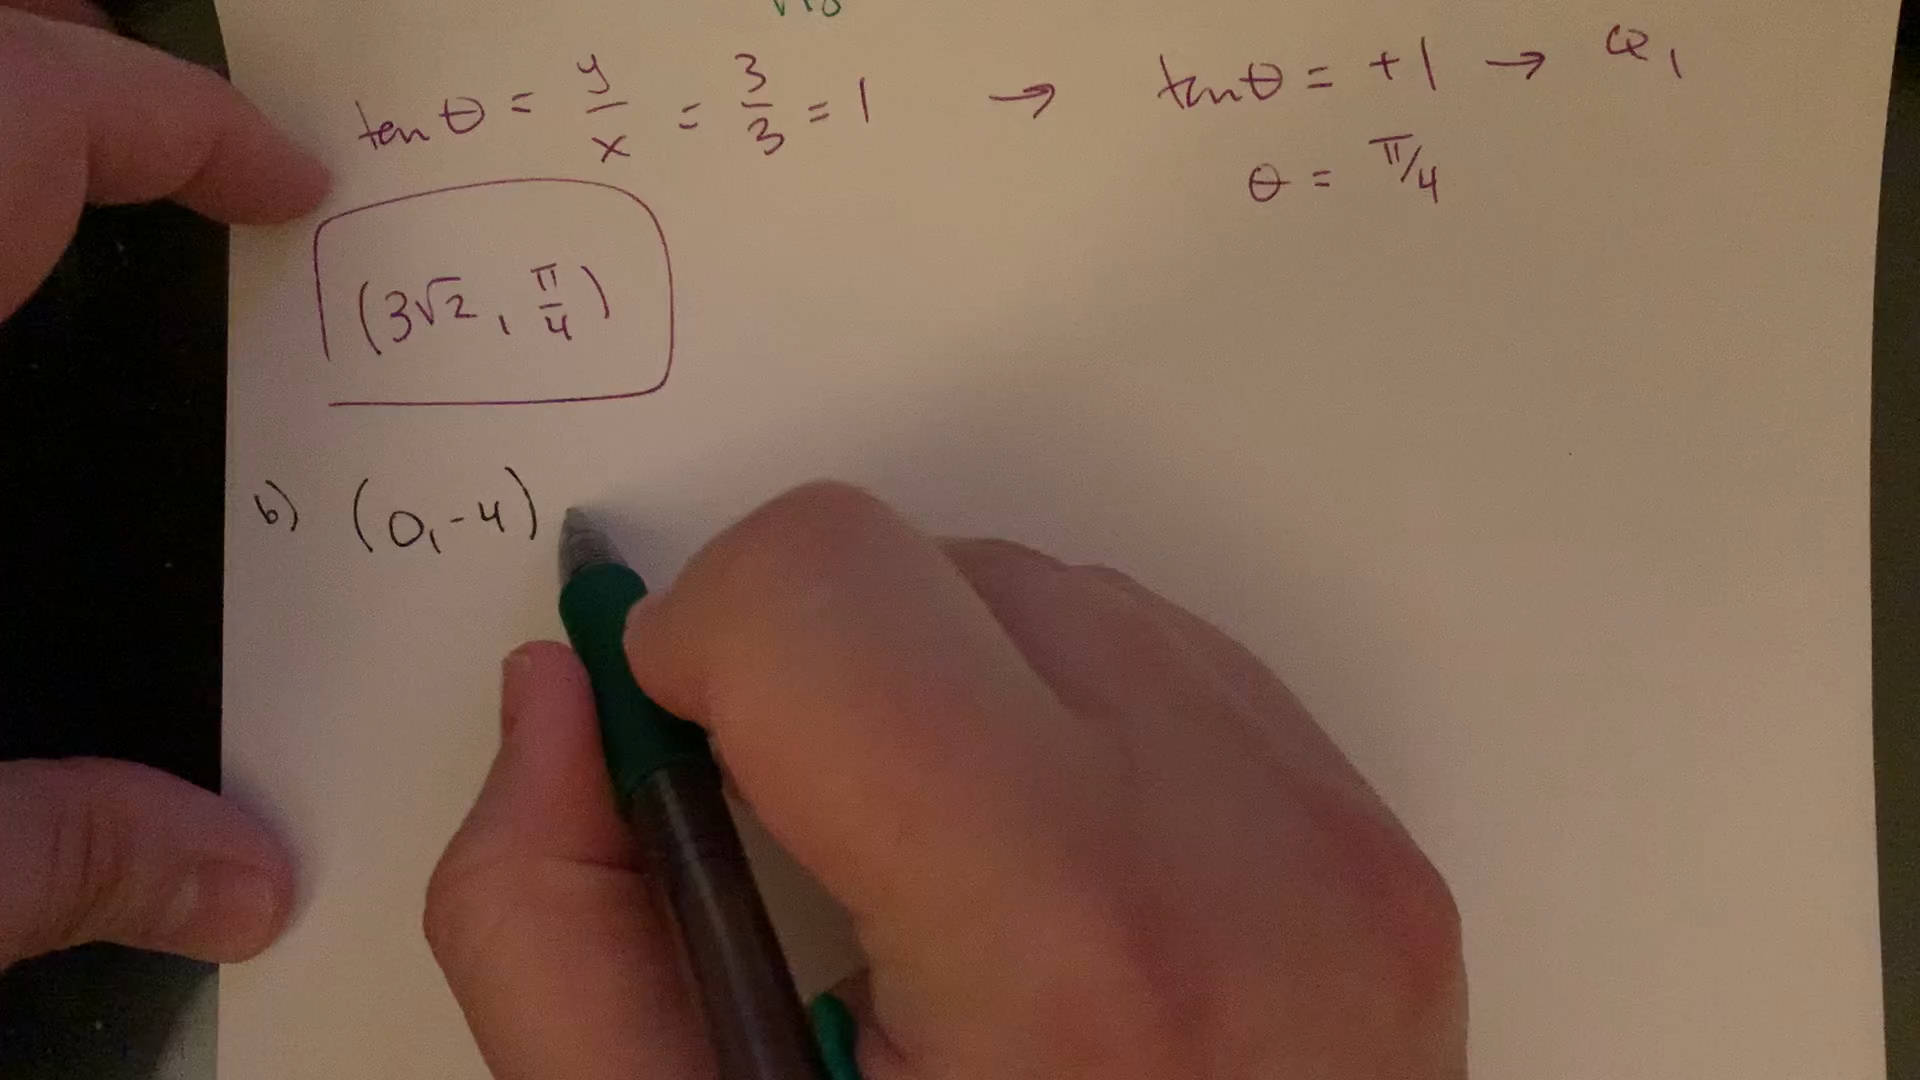 tan θ = y/x = 3/3 = 1 → tan θ = +1 → Q1
θ = π/4
(3√2, π/4)
b) (0, -4)